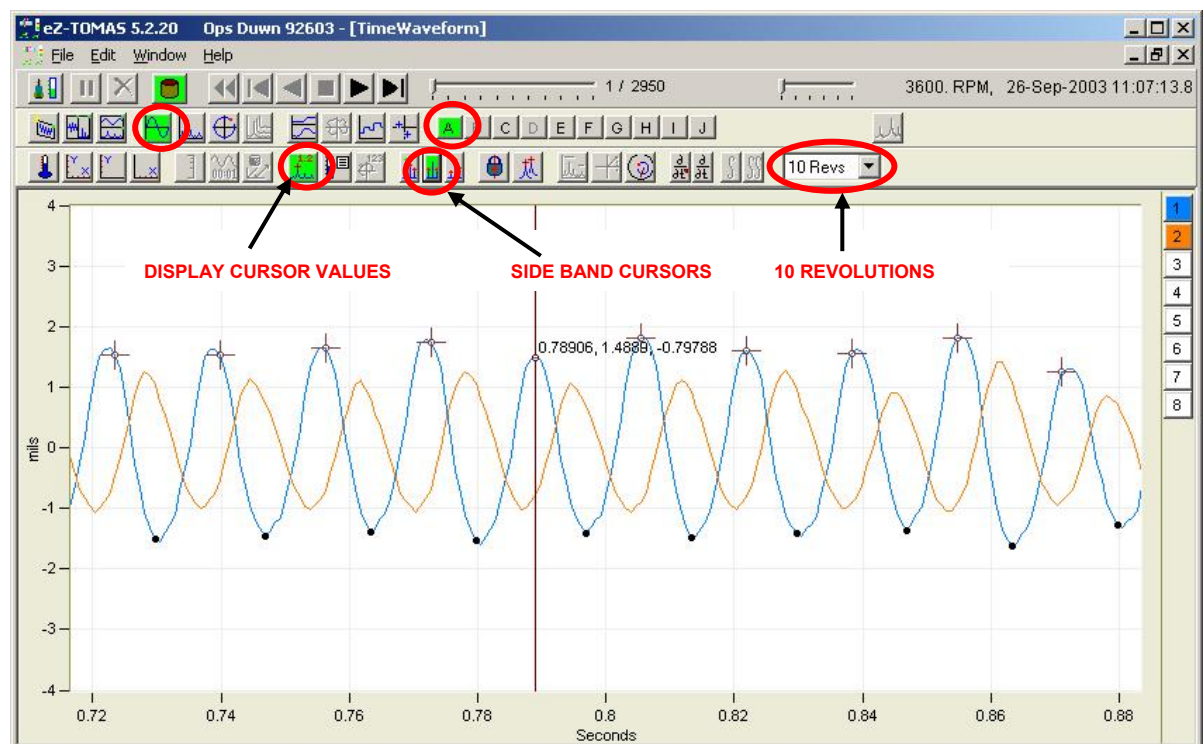 eZ-TOMAS 5.2.20 Ops Duwn 92603 - [TimeWaveform]
File Edit Window Help
1 / 2950
3600. RPM, 26-Sep-2003 11:07:13.8
A C D E F G H I J
10 Revs
4
3
2
1
0
-1
-2
-3
-4
mils
DISPLAY CURSOR VALUES
SIDE BAND CURSORS
10 REVOLUTIONS
0.78906, 1.4889, -0.79788
1
2
3
4
5
6
7
8
0.72 0.74 0.76 0.78 0.8 0.82 0.84 0.86 0.88
Seconds